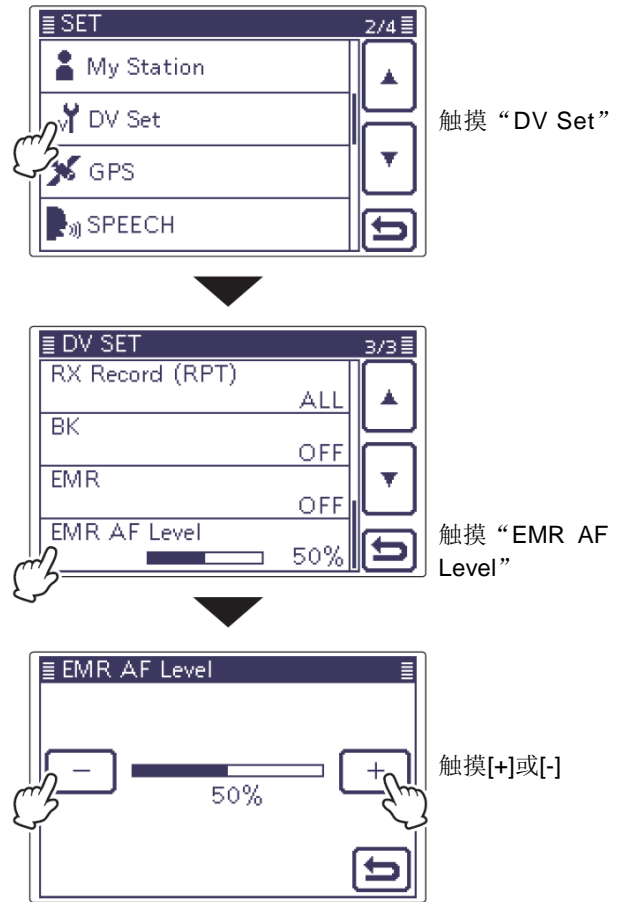 SET 2/4
My Station
DV Set
触摸“DV Set”
GPS
SPEECH
DV SET 3/3
RX Record (RPT)
ALL
BK
OFF
EMR
OFF
EMR AF Level
50%
触摸“EMR AF
Level”
EMR AF Level
- +
50%
触摸[+]或[-]